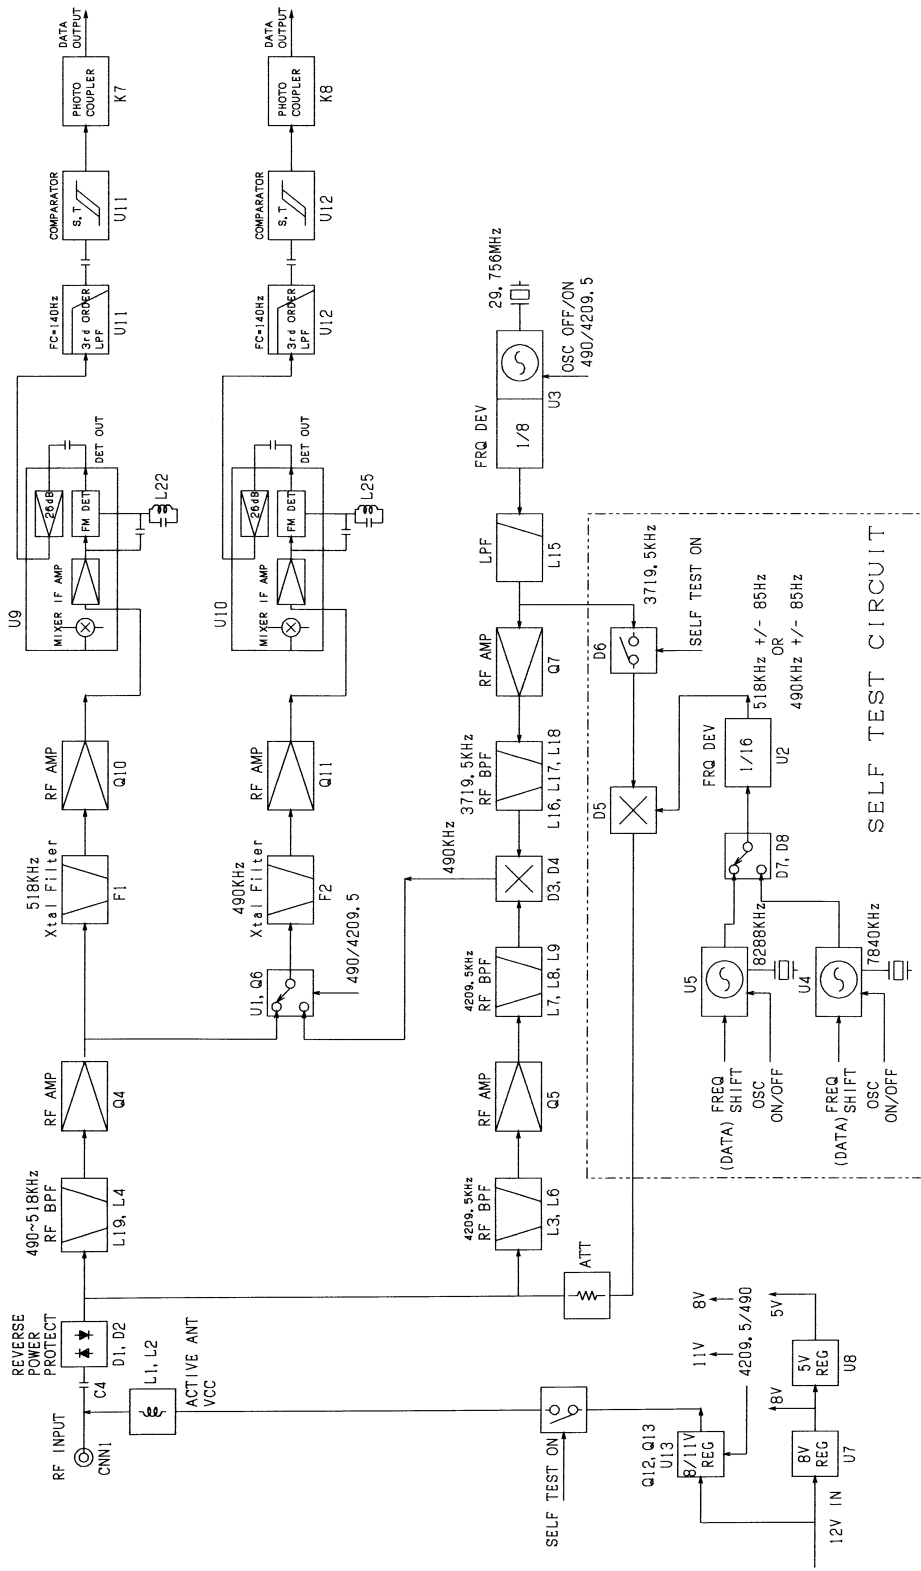 RF INPUT
CNN1
C4
REVERSE
POWER
PROTECT
D1, D2
L1, L2
ACTIVE ANT
VCC
490~518KHz
RF BPF
L19, L4
RF AMP
Q4
518KHz
Xtal Filter
F1
RF AMP
Q10
U9
MIXER
IF AMP
26dB
FM DET
DET OUT
L22
FC=140Hz
3rd ORDER
LPF
U11
COMPARATOR
S.T
U11
PHOTO
COUPLER
K7
DATA
OUTPUT
U1, Q6
490/4209.5
490KHz
Xtal Filter
F2
RF AMP
Q11
U10
MIXER
IF AMP
26dB
FM DET
DET OUT
L25
FC=140Hz
3rd ORDER
LPF
U12
COMPARATOR
S.T
U12
PHOTO
COUPLER
K8
DATA
OUTPUT
490KHz
4209.5KHz
RF BPF
L3, L6
RF AMP
Q5
4209.5KHz
RF BPF
L7, L8, L9
D3, D4
3719.5KHz
RF BPF
L16, L17, L18
RF AMP
Q7
LPF
L15
FRQ DEV
1/8
U3
29.756MHz
OSC OFF/ON
490/4209.5
ATT
D5
D6
3719.5KHz
SELF TEST ON
518KHz +/- 85Hz
OR
490KHz +/- 85Hz
FRQ DEV
1/16
U2
D7, D8
U5
8288KHz
(DATA) FREQ
SHIFT
OSC
ON/OFF
U4
7840KHz
(DATA) FREQ
SHIFT
OSC
ON/OFF
SELF TEST CIRCUIT
SELF TEST ON
Q12, Q13
U13
8/11V
REG
11V
8V
4209.5/490
12V IN
8V
REG
U7
8V
5V
REG
U8
5V